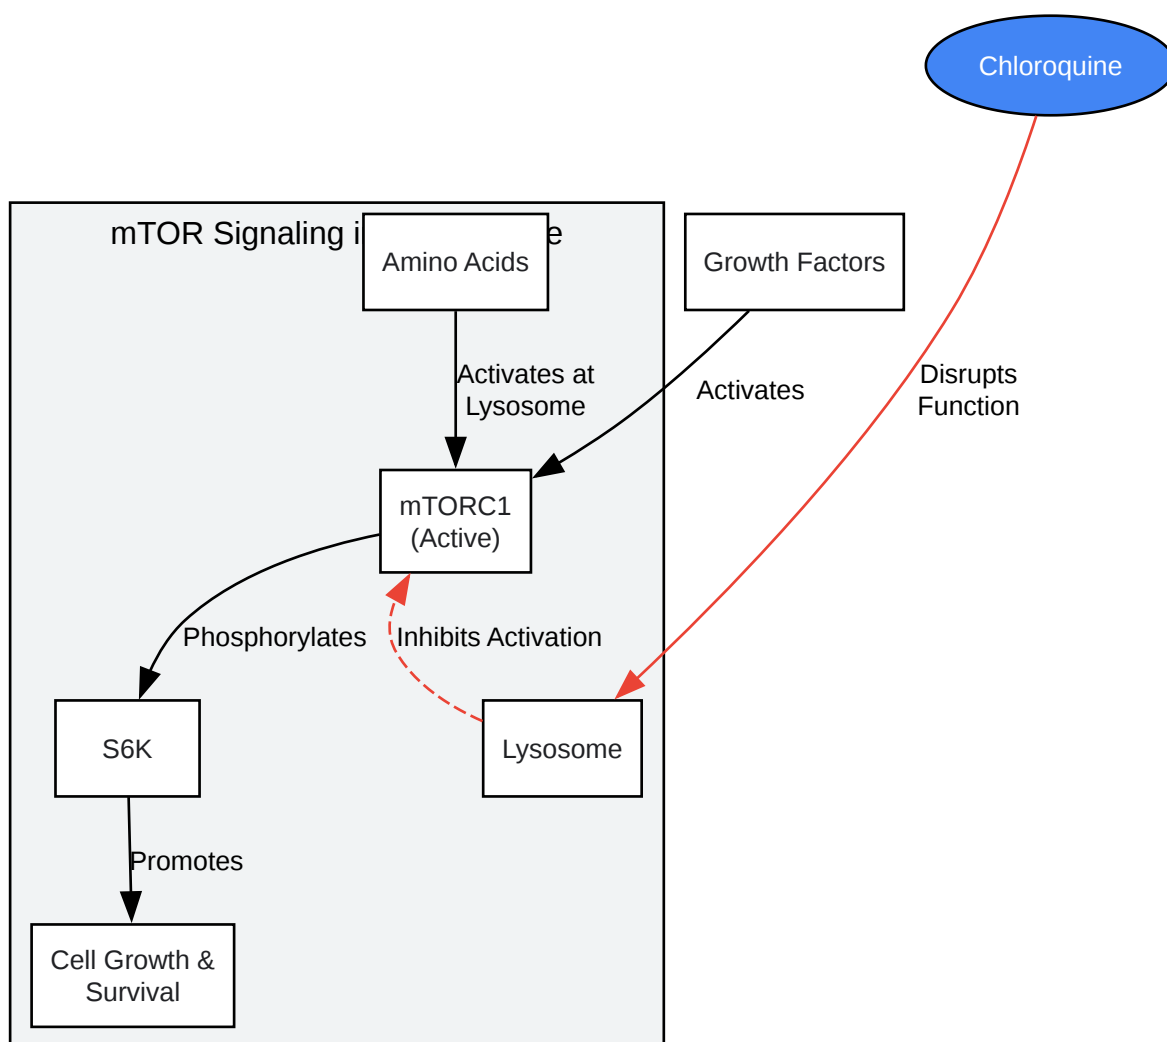 Chloroquine
mTOR Signaling i
e
Amino Acids
Growth Factors
Activates at
Lysosome
Activates
Disrupts
Function
mTORC1
(Active)
Phosphorylates
Inhibits Activation
S6K
Lysosome
Promotes
Cell Growth &
Survival